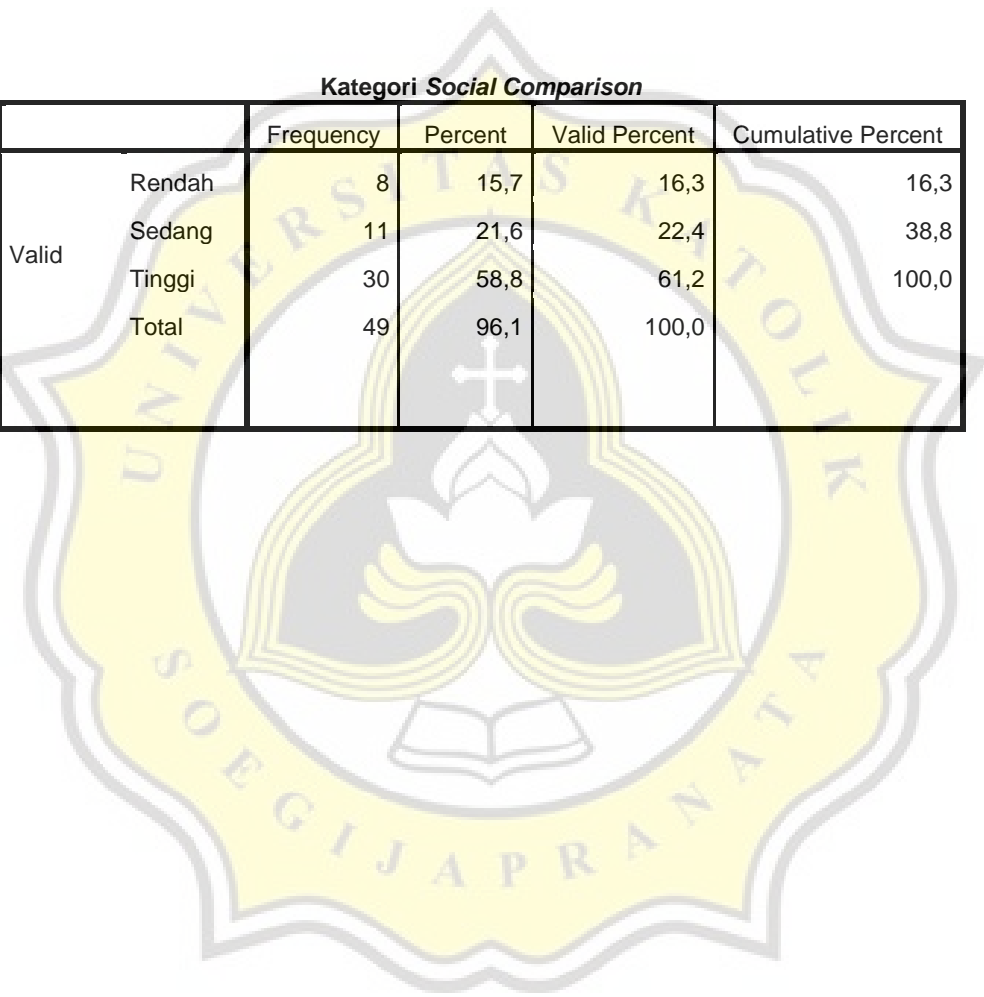 Kategori Social Comparison
Frequency Percent Valid Percent Cumulative Percent
Valid Rendah 8 15,7 16,3 16,3
Sedang 11 21,6 22,4 38,8
Tinggi 30 58,8 61,2 100,0
Total 49 96,1 100,0
UNIVERSITAS KATOLIK
SOEGIJAPRANATA